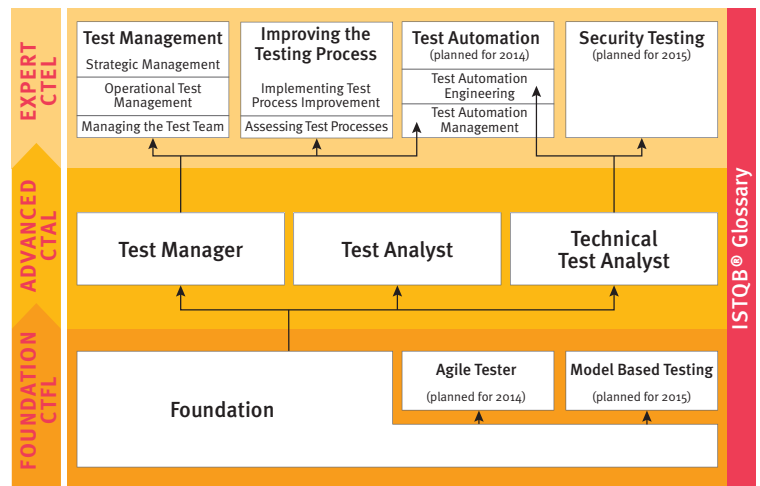 EXPERT
CTEL
Test Management
Strategic Management
Operational Test
Management
Managing the Test Team
Improving the
Testing Process
Implementing Test
Process Improvement
Assessing Test Processes
Test Automation
(planned for 2014)
Test Automation
Engineering
Test Automation
Management
Security Testing
(planned for 2015)
ADVANCED
CTAL
Test Manager
Test Analyst
Technical
Test Analyst
FOUNDATION
CTFL
Foundation
Agile Tester
(planned for 2014)
Model Based Testing
(planned for 2015)
ISTQB® Glossary